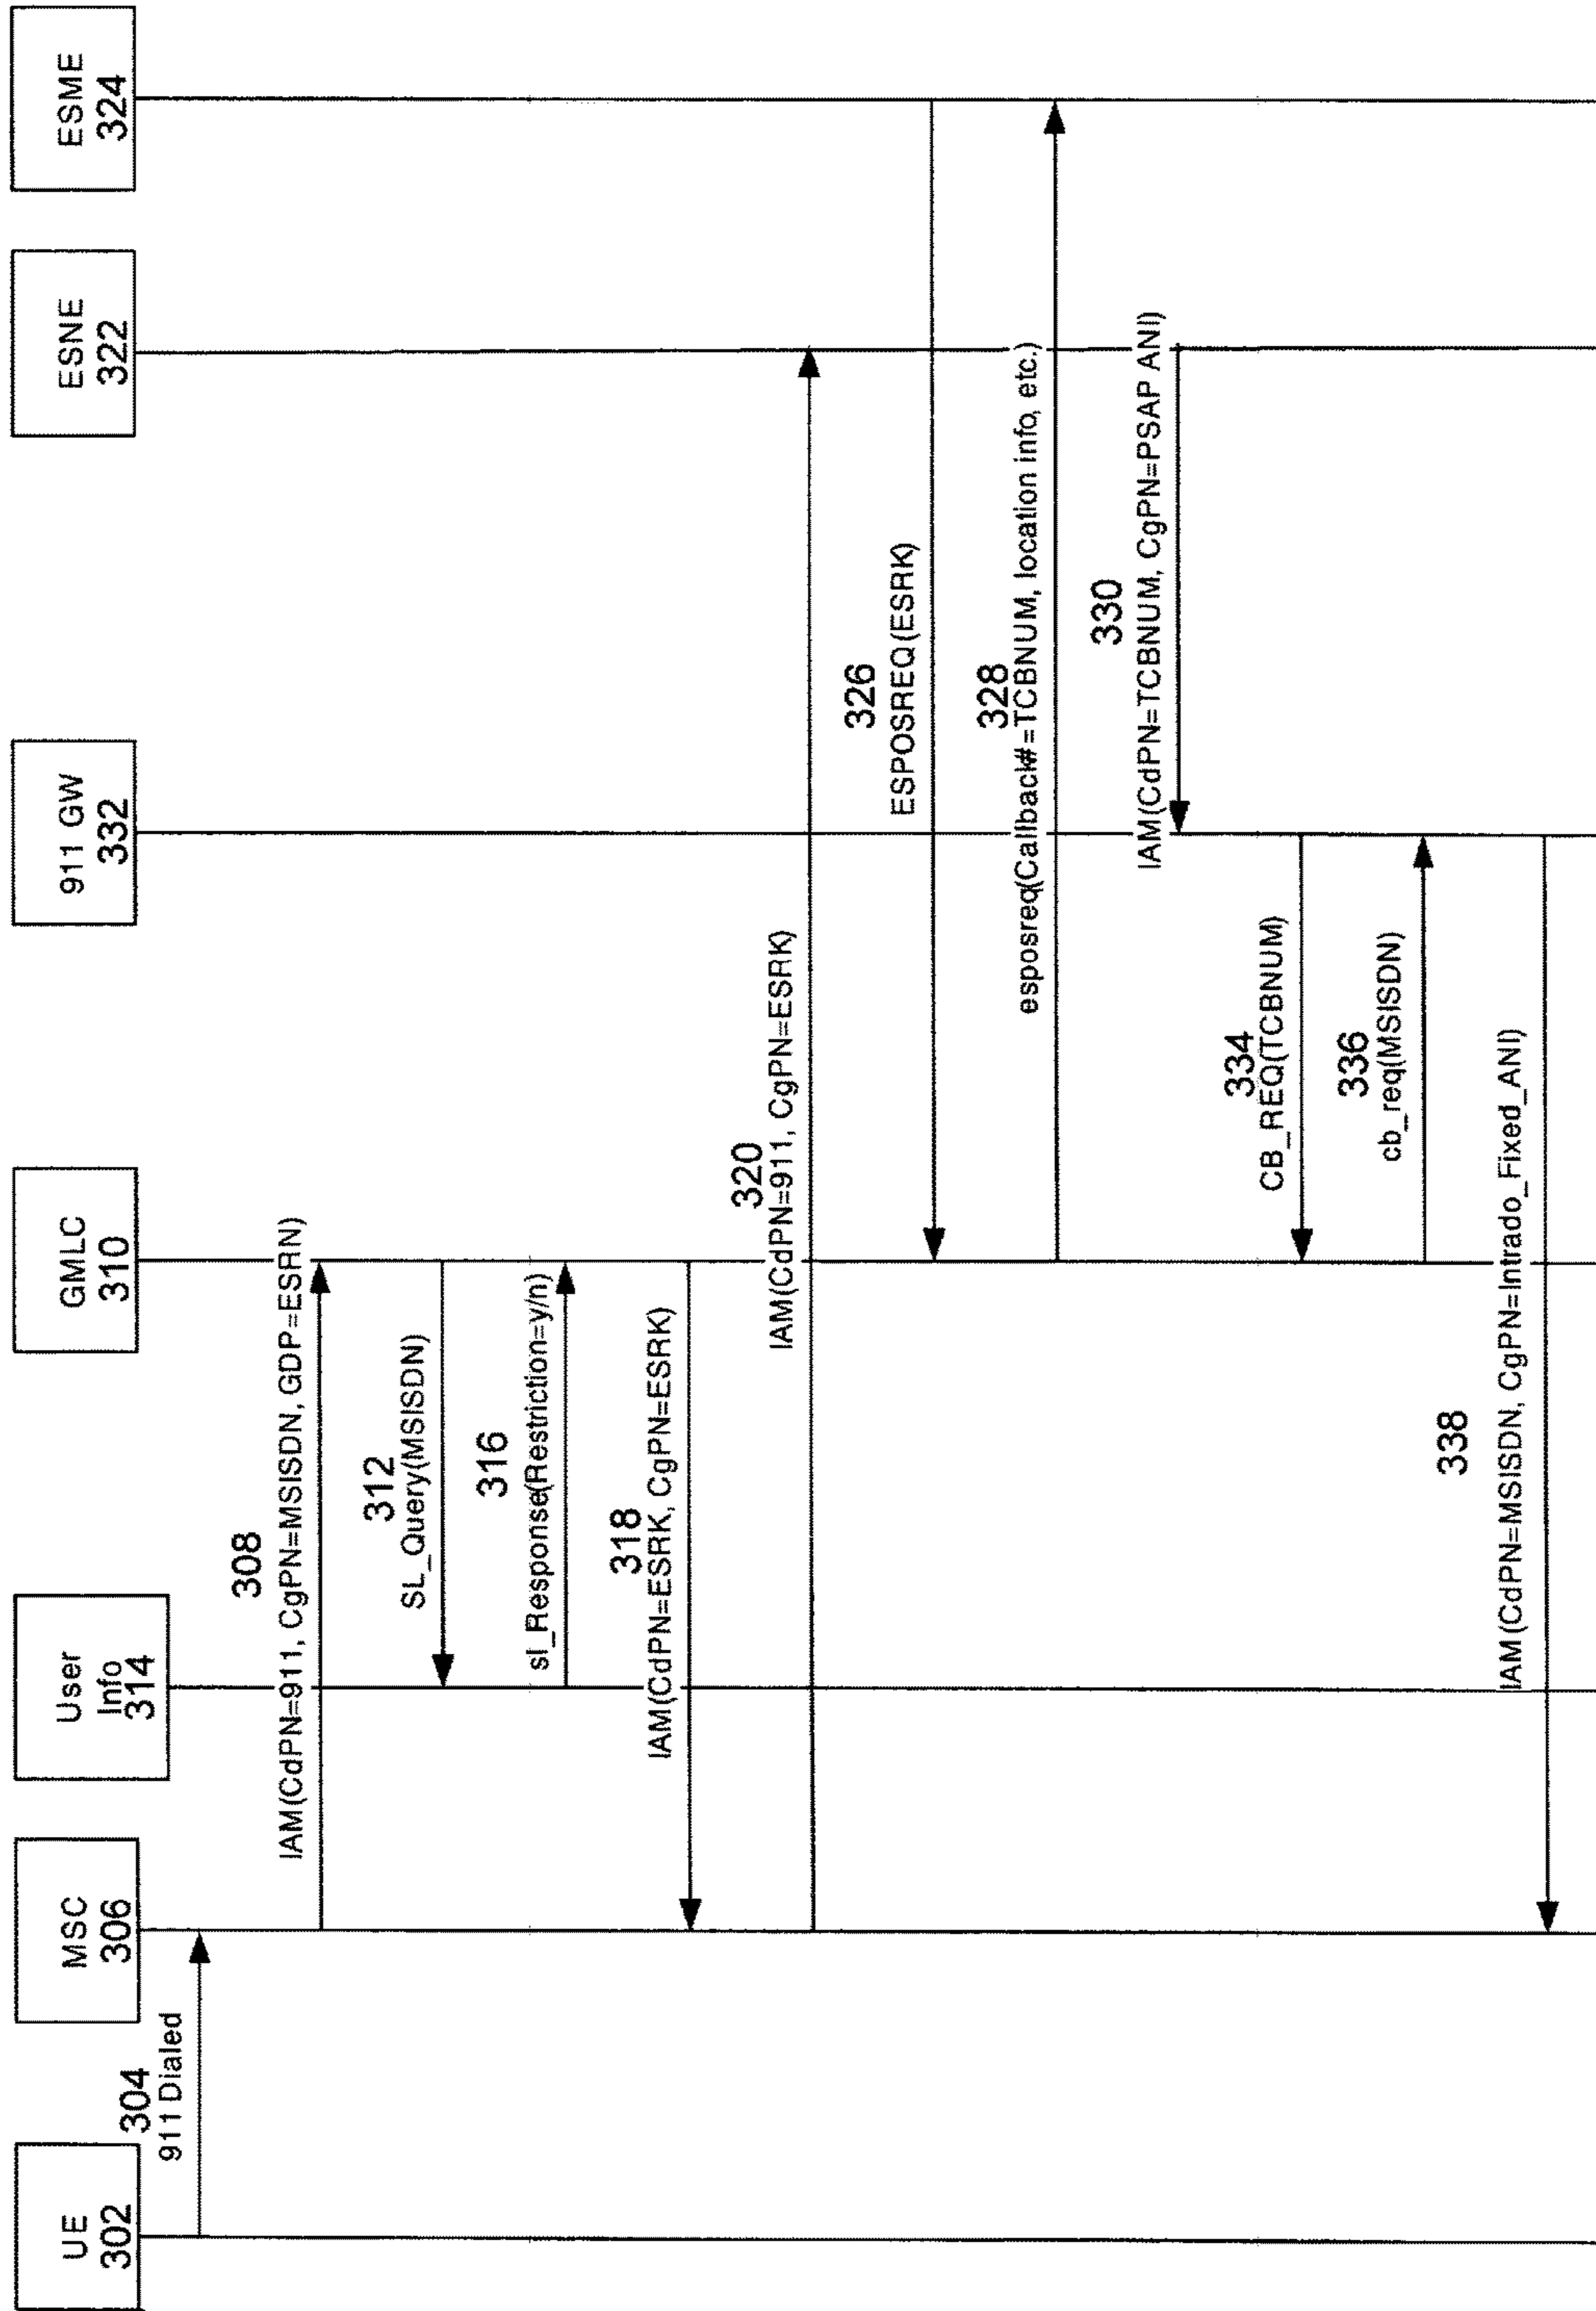 UE
302
MSC
306
User
Info
314
GMLC
310
911 GW
332
ESNE
322
ESME
324
304
911 Dialed
308
IAM(CdPN=911, CgPN=MSISDN, GDP=ESRN)
312
SL_Query(MSISDN)
316
sl_Response(Restriction=y/n)
318
IAM(CdPN=ESRK, CgPN=ESRK)
320
IAM(CdPN=911, CgPN=ESRK)
326
ESPOSREQ(ESRK)
328
esposreq(Callback#=TCBNUM, location info, etc.)
330
IAM(CdPN=TCBNUM, CgPN=PSAP ANI)
334
CB_REQ(TCBNUM)
336
cb_req(MSISDN)
338
IAM(CdPN=MSISDN, CgPN=Intrado_Fixed_ANI)